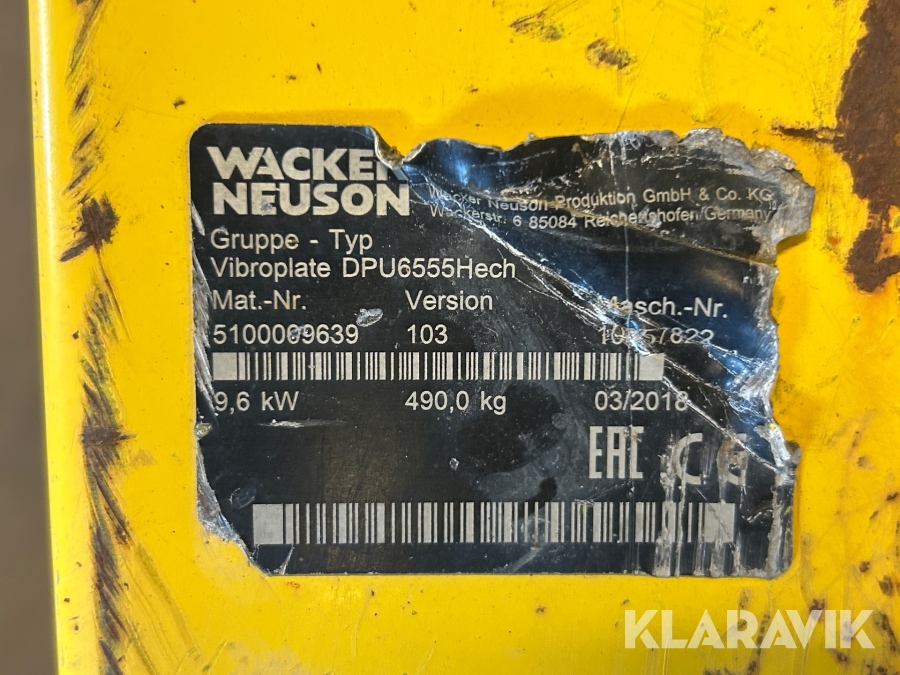 WACKER
NEUSON
Wacker Neuson Produktion GmbH & Co. KG
Wackerstr. 6 85084 Reichertshofen/Germany
Gruppe - Typ
Vibroplate DPU6555Hech
Mat.-Nr. Version Masch.-Nr.
5100009639 103
9,6 kW 490,0 kg 03/2018
EAC CE
KLARAVIK